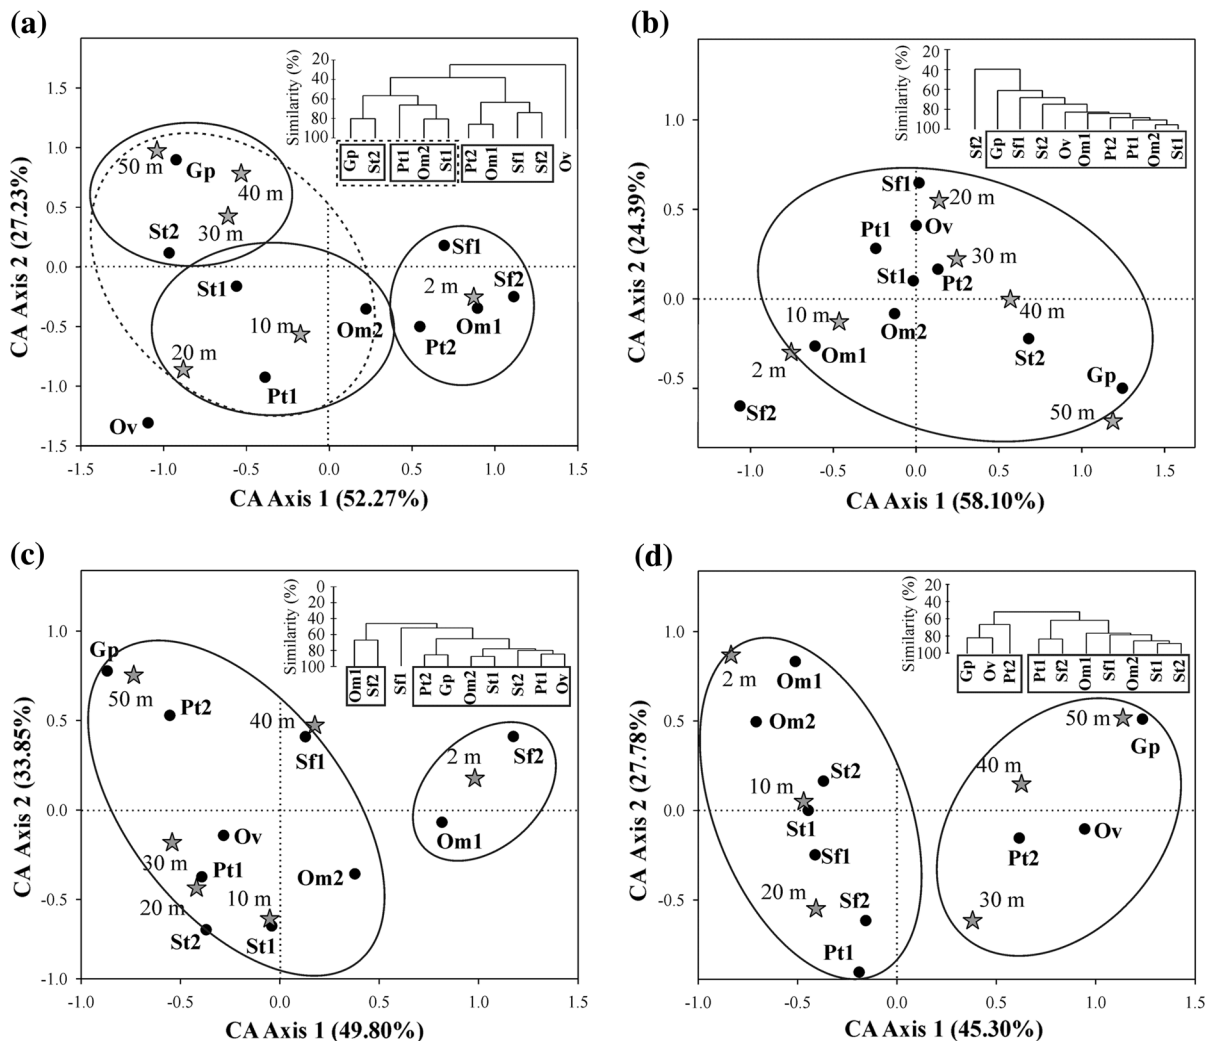 (a)
Similarity (%)
20
40
60
80
100
Gp
St2
Pt1
Om2
St1
Pt2
Om1
Sf1
Sf2
Ov
1.5
1.0
0.5
0.0
-0.5
-1.0
-1.5
CA Axis 2 (27.23%)
50 m
Gp
40 m
30 m
St2
Sf1
St1
2 m
Sf2
10 m
Om2
Om1
Pt2
20 m
Pt1
Ov
-1.5
-1.0
-0.5
0.0
0.5
1.0
1.5
CA Axis 1 (52.27%)
(b)
Similarity (%)
20
40
60
80
100
Sf2
Gp
Sf1
St2
Ov
Om1
Pt2
Pt1
Om2
St1
1.0
0.5
0.0
-0.5
CA Axis 2 (24.39%)
Sf1
20 m
Pt1
Ov
30 m
St1
Pt2
10 m
40 m
Om2
2 m
Om1
St2
Gp
Sf2
50 m
-1.0
-0.5
0.0
0.5
1.0
1.5
CA Axis 1 (58.10%)
(c)
Similarity (%)
0
20
40
60
80
100
Om1
Sf2
Sf1
Pt2
Gp
Om2
St1
St2
Pt1
Ov
1.0
0.5
0.0
-0.5
-1.0
CA Axis 2 (33.85%)
Gp
50 m
Pt2
40 m
Sf1
2 m
Sf2
Om1
Ov
30 m
Pt1
Om2
20 m
10 m
St2
St1
-1.0
-0.5
0.0
0.5
1.0
1.5
CA Axis 1 (49.80%)
(d)
Similarity (%)
20
40
60
80
100
Gp
Ov
Pt2
Pt1
Sf2
Om1
Sf1
Om2
St1
St2
1.0
0.5
0.0
-0.5
CA Axis 2 (27.78%)
2 m
Om1
Om2
50 m
Gp
St2
40 m
10 m
St1
Ov
Pt2
Sf1
20 m
Sf2
30 m
Pt1
-1.0
-0.5
0.0
0.5
1.0
1.5
CA Axis 1 (45.30%)